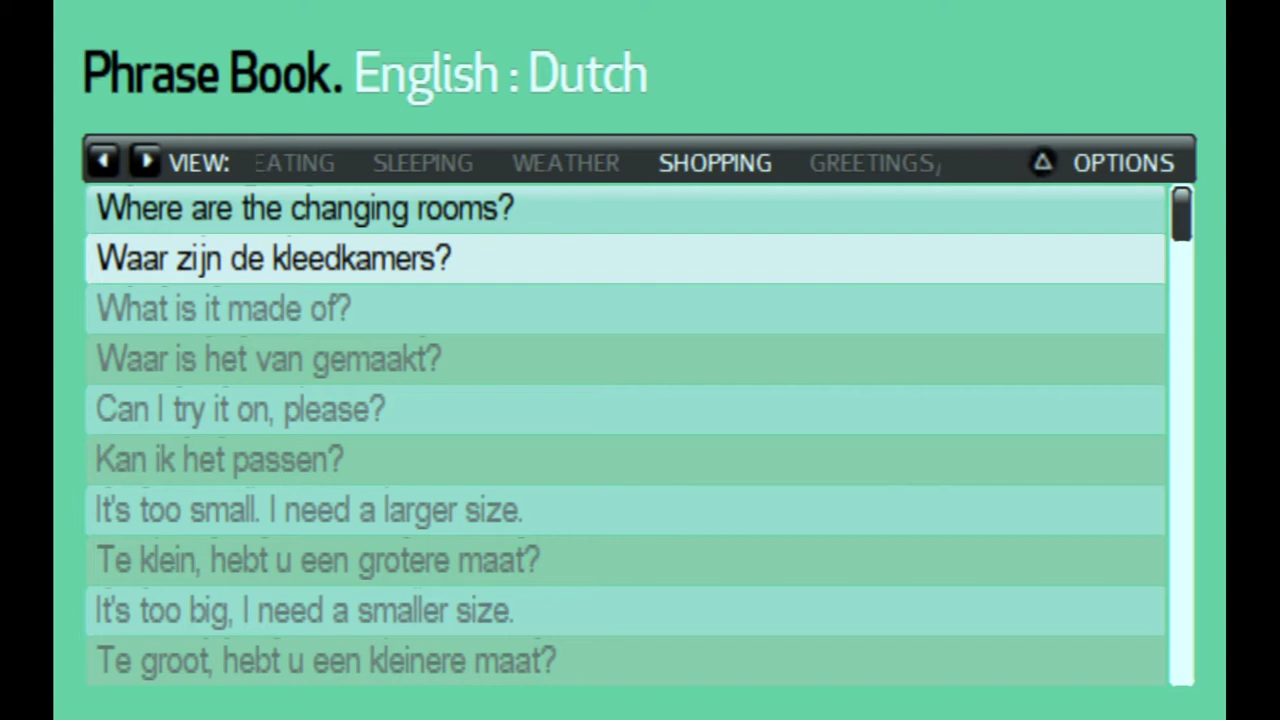 Phrase Book. English : Dutch
VIEW: EATING SLEEPING WEATHER SHOPPING GREETINGS OPTIONS
Where are the changing rooms?
Waar zijn de kleedkamers?
What is it made of?
Waar is het van gemaakt?
Can I try it on, please?
Kan ik het passen?
It's too small. I need a larger size.
Te klein, hebt u een grotere maat?
It's too big, I need a smaller size.
Te groot, hebt u een kleinere maat?